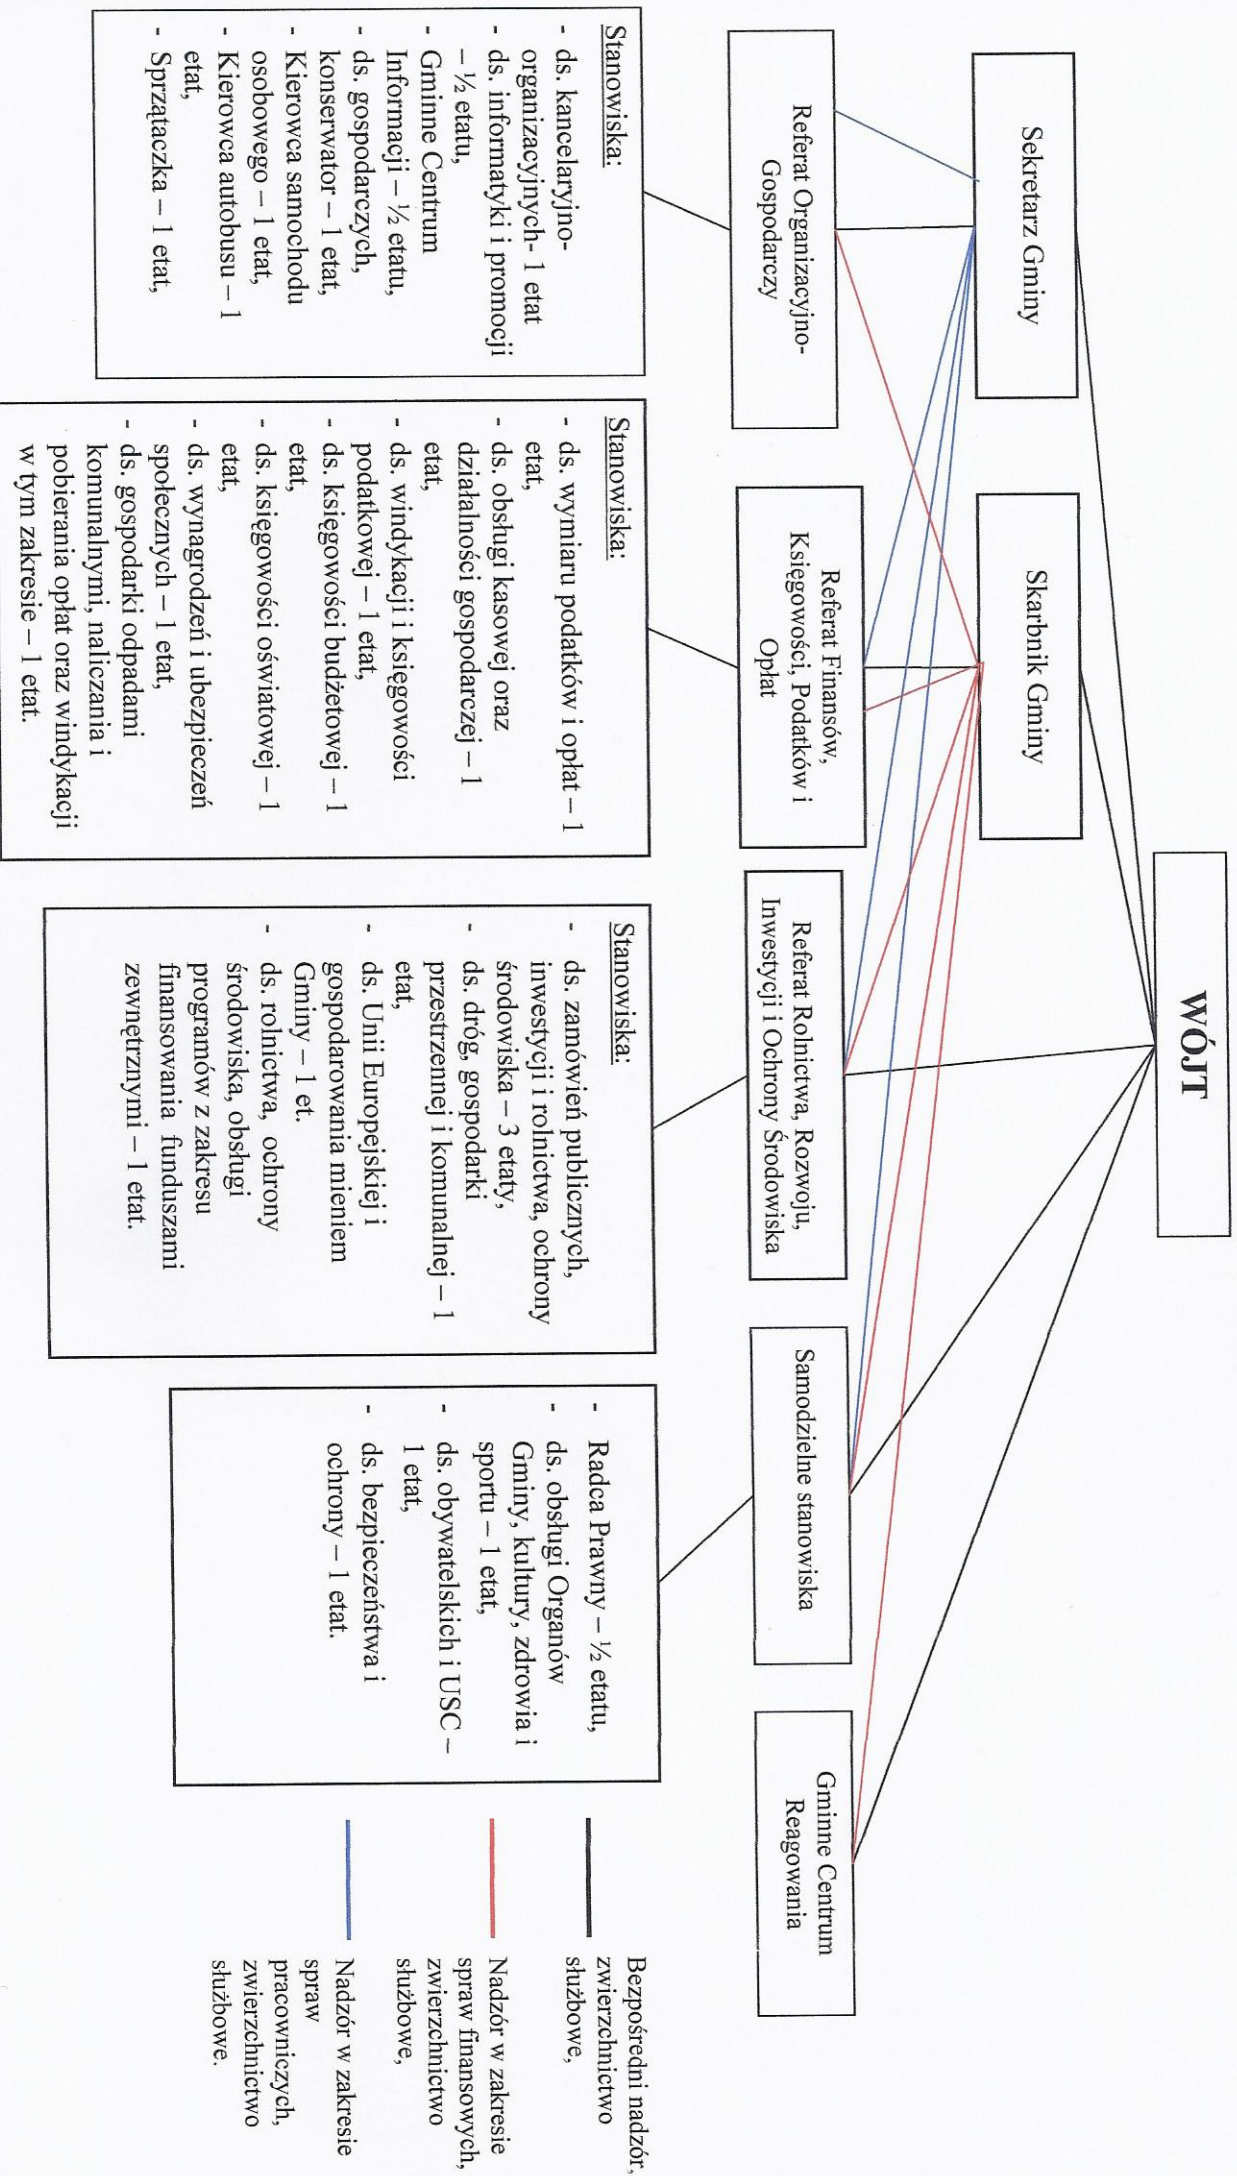 WÓJT
Sekretarz Gminy
Skarbnik Gminy
Referat Organizacyjno-
Gospodarczy
Referat Finansów,
Księgowości, Podatków i
Opłat
Referat Rolnictwa, Rozwoju,
Inwestycji i Ochrony Środowiska
Samodzielne stanowiska
Gminne Centrum
Reagowania
Stanowiska:
- ds. kancelaryjno-
organizacyjnych- 1 etat
- ds. informatyki i promocji
– ½ etatu,
- Gminne Centrum
Informacji – ½ etatu,
- ds. gospodarczych,
konserwator – 1 etat,
- Kierowca samochodu
osobowego – 1 etat,
- Kierowca autobusu – 1
etat,
- Sprzątaczka – 1 etat,
Stanowiska:
- ds. wymiaru podatków i opłat – 1
etat,
- ds. obsługi kasowej oraz
działalności gospodarczej – 1
etat,
- ds. windykacji i księgowości
podatkowej – 1 etat,
- ds. księgowości budżetowej – 1
etat,
- ds. księgowości oświatowej – 1
etat,
- ds. wynagrodzeń i ubezpieczeń
społecznych – 1 etat,
- ds. gospodarki odpadami
komunalnymi, naliczania i
pobierania opłat oraz windykacji
w tym zakresie – 1 etat.
Stanowiska:
- ds. zamówień publicznych,
inwestycji i rolnictwa, ochrony
środowiska – 3 etaty,
- ds. dróg, gospodarki
przestrzennej i komunalnej – 1
etat,
- ds. Unii Europejskiej i
gospodarowania mieniem
Gminy – 1 et.
- ds. rolnictwa, ochrony
środowiska, obsługi
programów z zakresu
finansowania funduszami
zewnętrznymi – 1 etat.
- Radca Prawny – ½ etatu,
- ds. obsługi Organów
Gminy, kultury, zdrowia i
sportu – 1 etat,
- ds. obywatelskich i USC –
1 etat,
- ds. bezpieczeństwa i
ochrony – 1 etat.
Bezpośredni nadzór,
zwierzchnictwo
służbowe,
Nadzór w zakresie
spraw finansowych,
zwierzchnictwo
służbowe,
Nadzór w zakresie
spraw
pracowniczych,
zwierzchnictwo
służbowe.